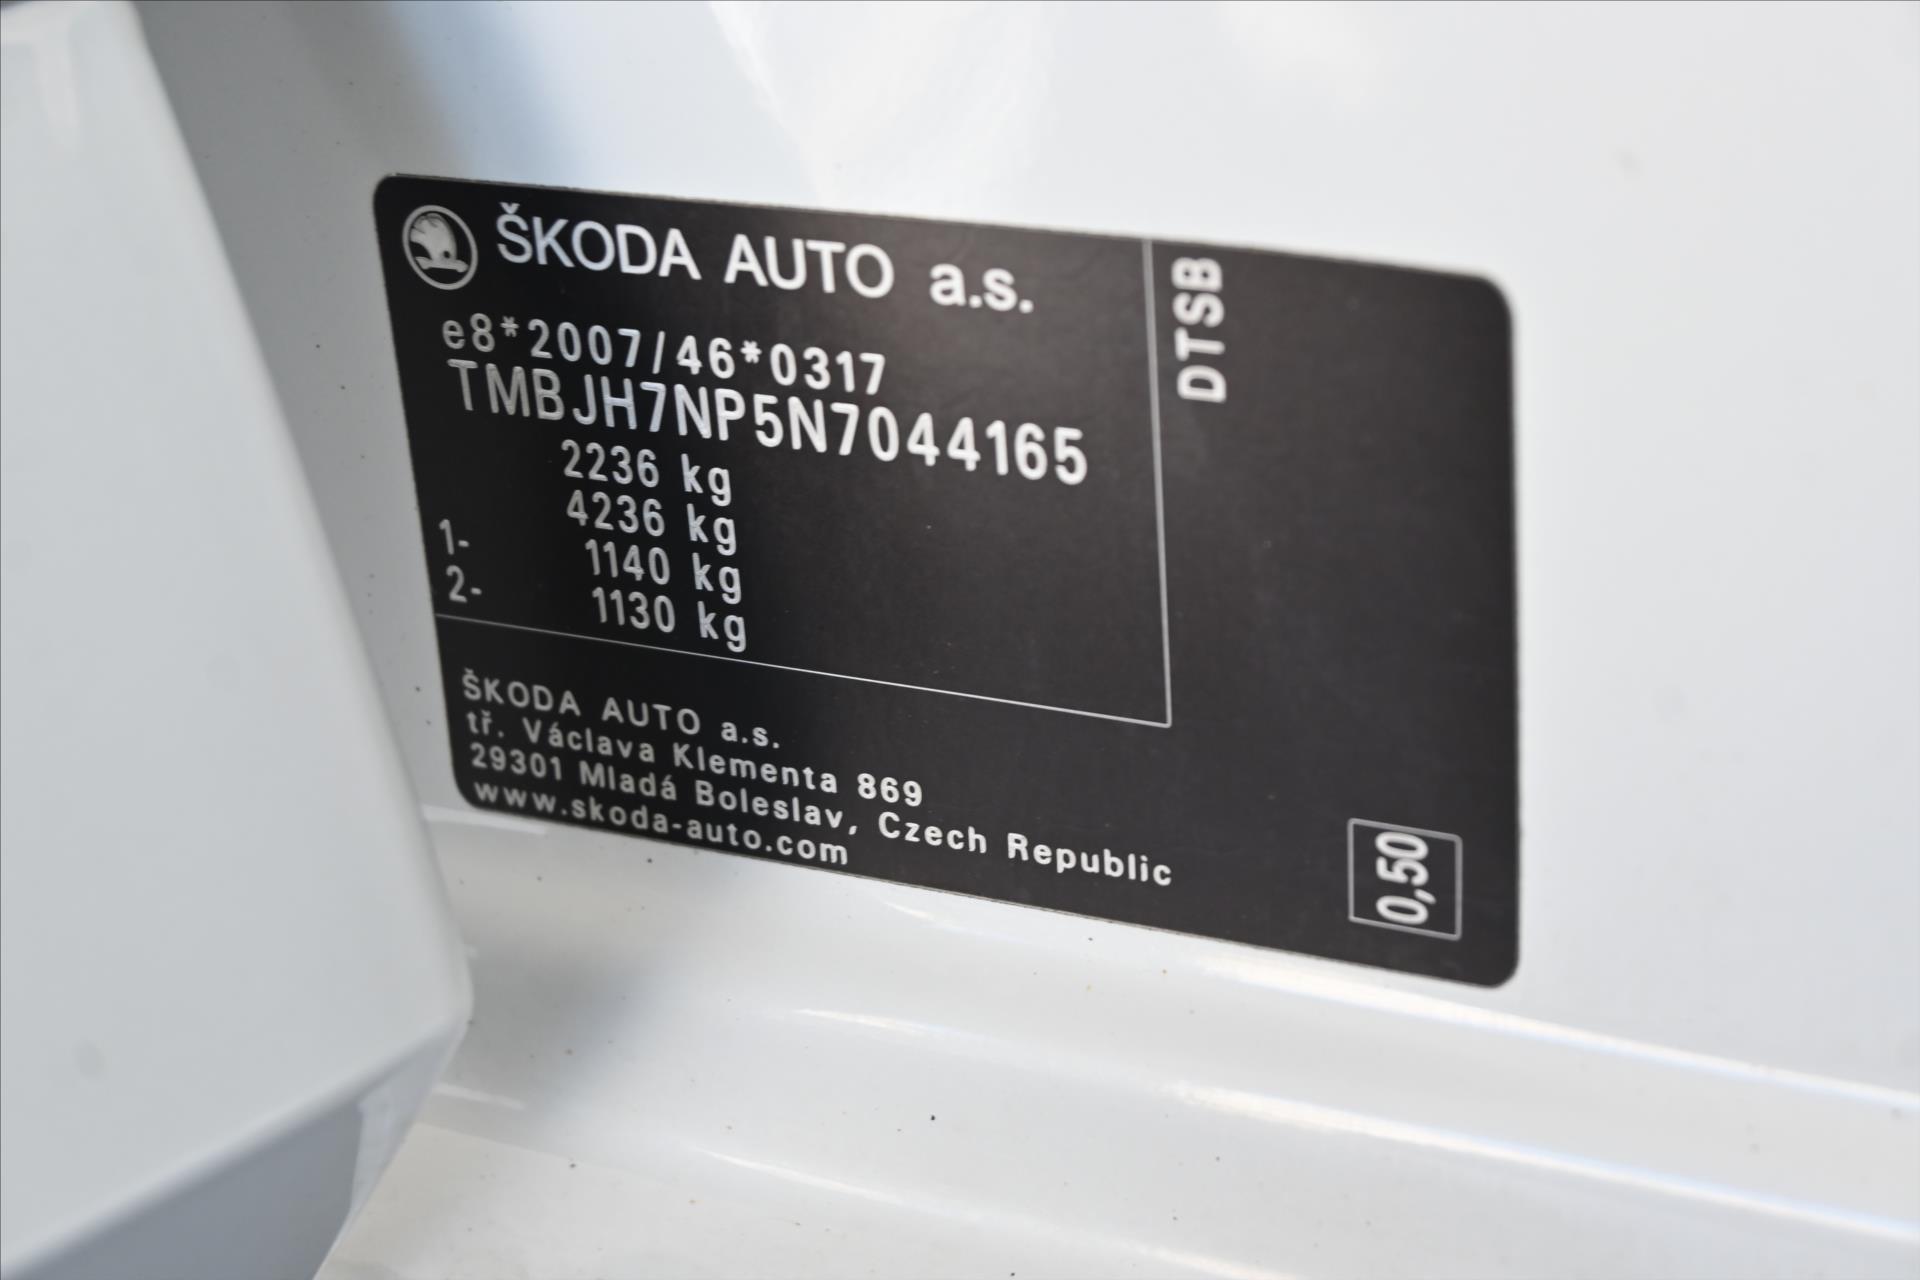 ŠKODA AUTO a.s.
e8*2007/46*0317
TMBJH7NP5N7044165
2236 kg
4236 kg
1- 1140 kg
2- 1130 kg
DTSB
ŠKODA AUTO a.s.
tř. Václava Klementa 869
29301 Mladá Boleslav, Czech Republic
www.skoda-auto.com
0,50